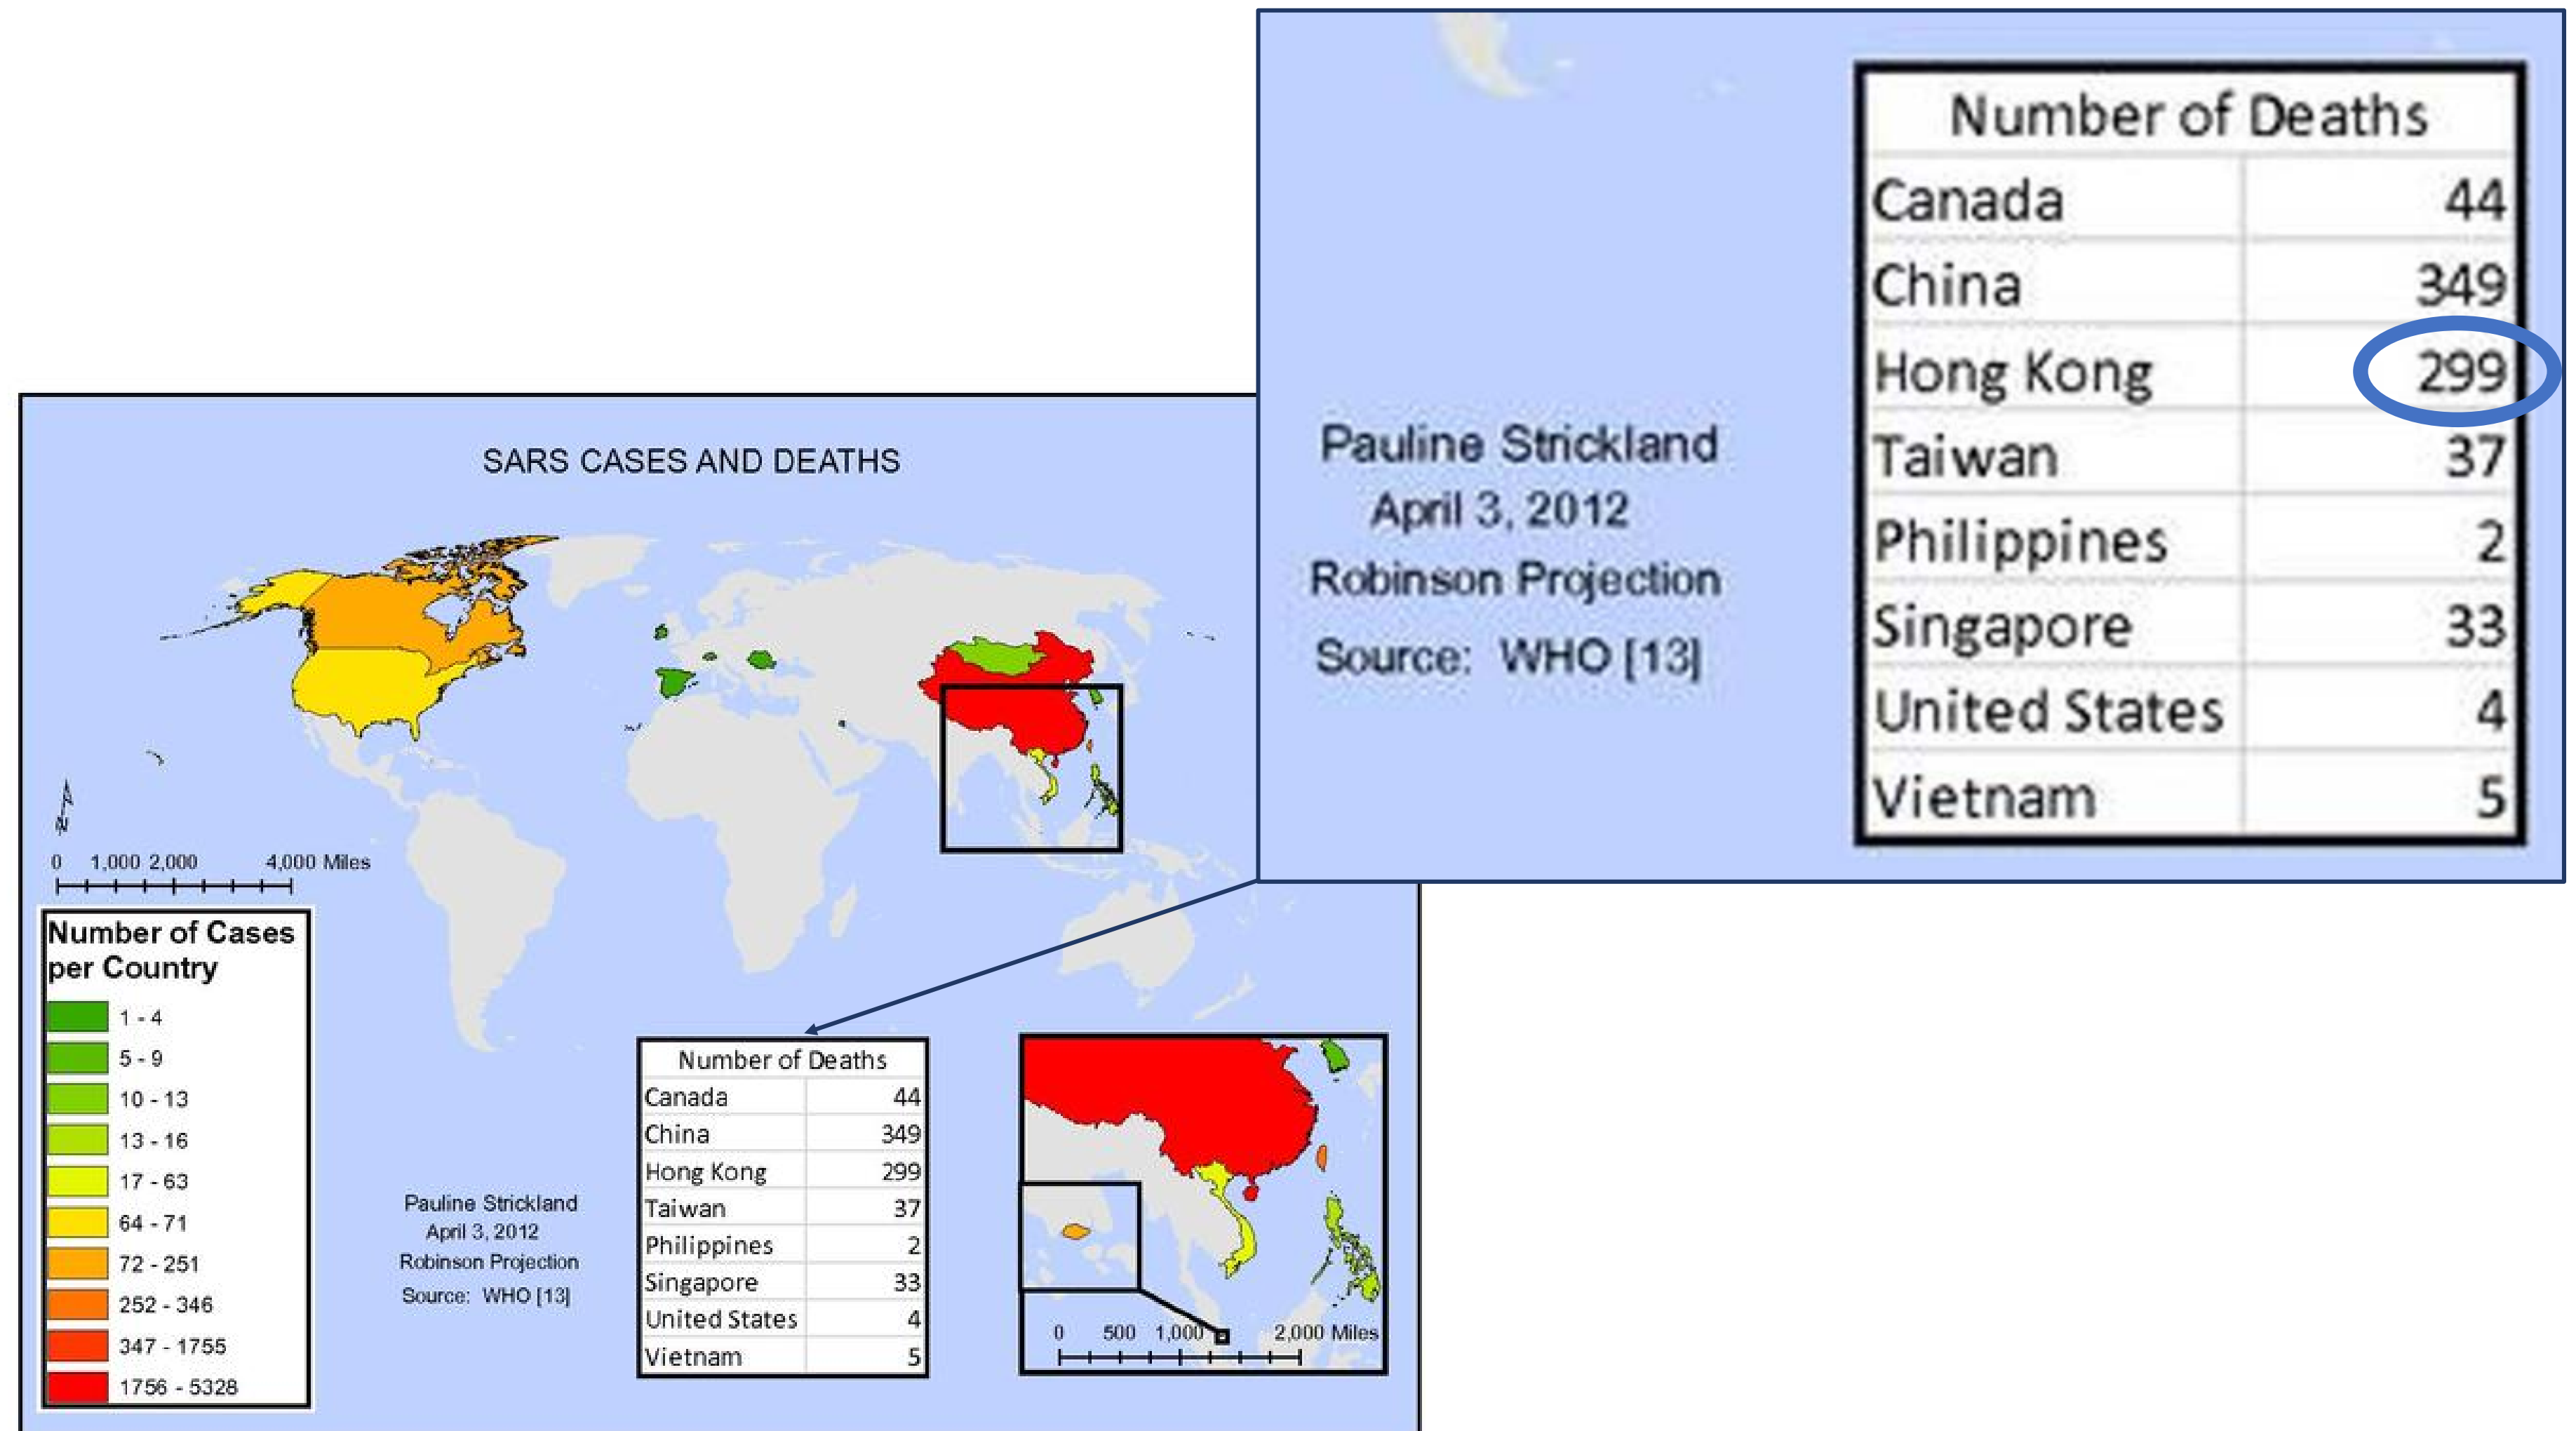 Number of Deaths
Canada 44
China 349
Hong Kong 299
Taiwan 37
Philippines 2
Singapore 33
United States 4
Vietnam 5
Pauline Strickland
April 3, 2012
Robinson Projection
Source: WHO [13]
SARS CASES AND DEATHS
N
0 1,000 2,000 4,000 Miles
Number of Cases
per Country
1 - 4
5 - 9
10 - 13
13 - 16
17 - 63
64 - 71
72 - 251
252 - 346
347 - 1755
1756 - 5328
Pauline Strickland
April 3, 2012
Robinson Projection
Source: WHO [13]
Number of Deaths
Canada 44
China 349
Hong Kong 299
Taiwan 37
Philippines 2
Singapore 33
United States 4
Vietnam 5
0 500 1,000 2,000 Miles